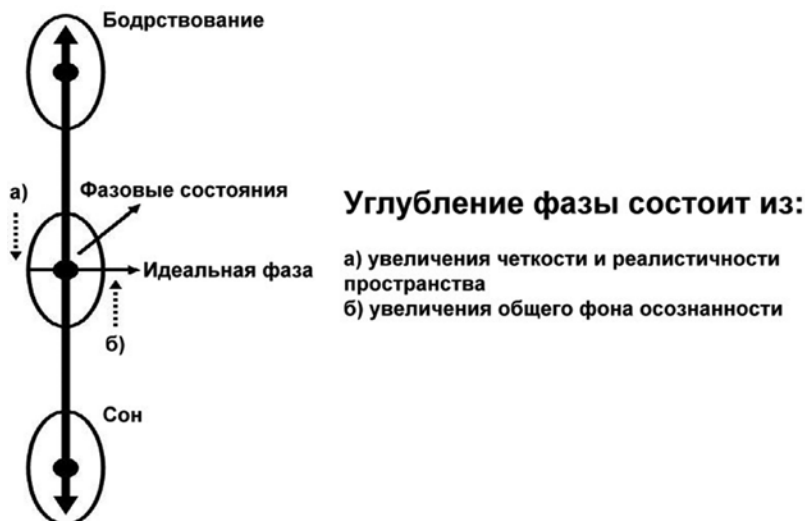 Бодрствование
а)
Фазовые состояния
Идеальная фаза
б)
Сон
Углубление фазы состоит из:
а) увеличения четкости и реалистичности
пространства
б) увеличения общего фона осознанности